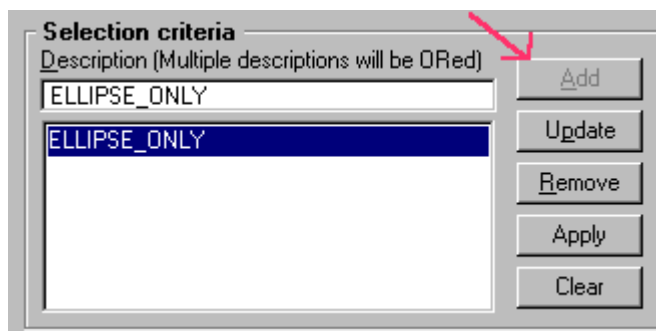 Selection criteria
Description (Multiple descriptions will be ORed)
ELLIPSE_ONLY
ELLIPSE_ONLY
Add
Update
Remove
Apply
Clear